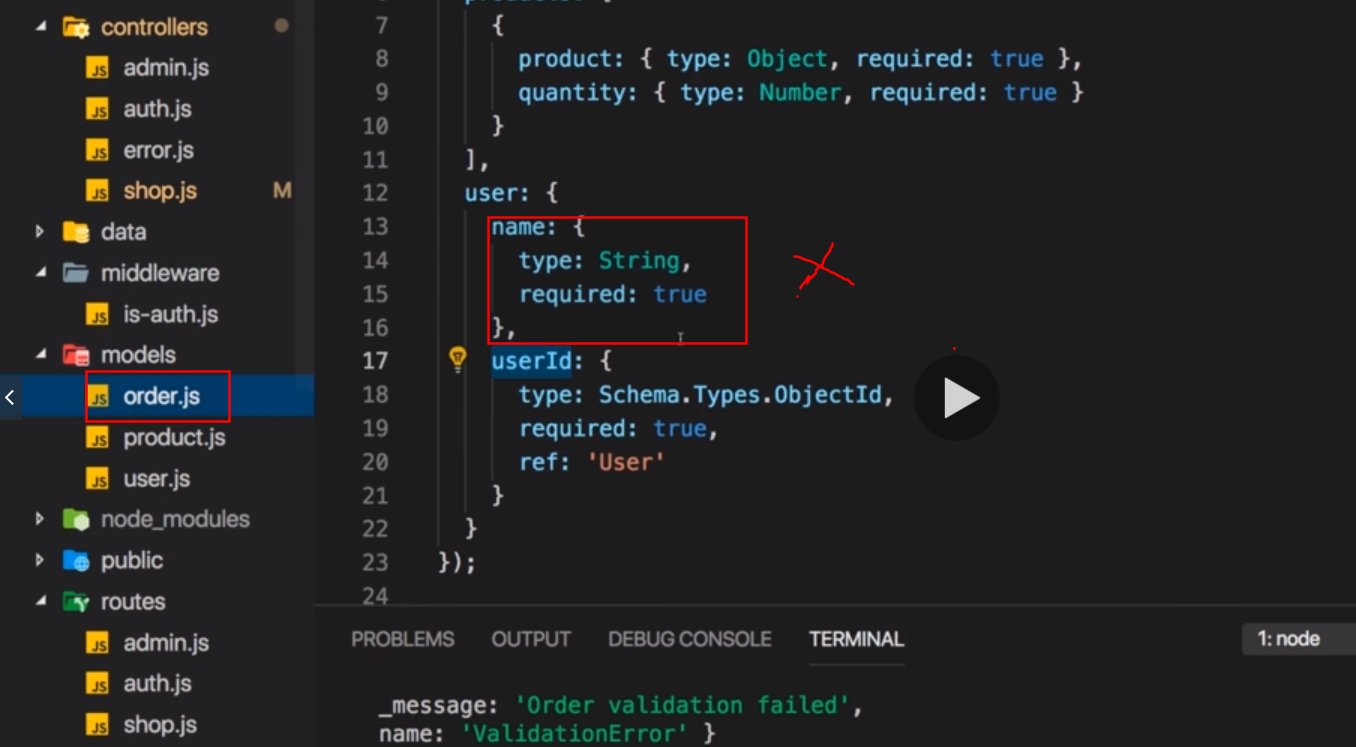 controllers
admin.js
auth.js
error.js
shop.js M
data
middleware
is-auth.js
models
order.js
product.js
user.js
node_modules
public
routes
admin.js
auth.js
shop.js
7 {
8 product: { type: Object, required: true },
9 quantity: { type: Number, required: true }
10 }
11 ],
12 user: {
13 name: {
14 type: String,
15 required: true
16 },
17 userId: {
18 type: Schema.Types.ObjectId,
19 required: true,
20 ref: 'User'
21 }
22 }
23 });
24
PROBLEMS OUTPUT DEBUG CONSOLE TERMINAL 1: node
_message: 'Order validation failed',
name: 'ValidationError' }